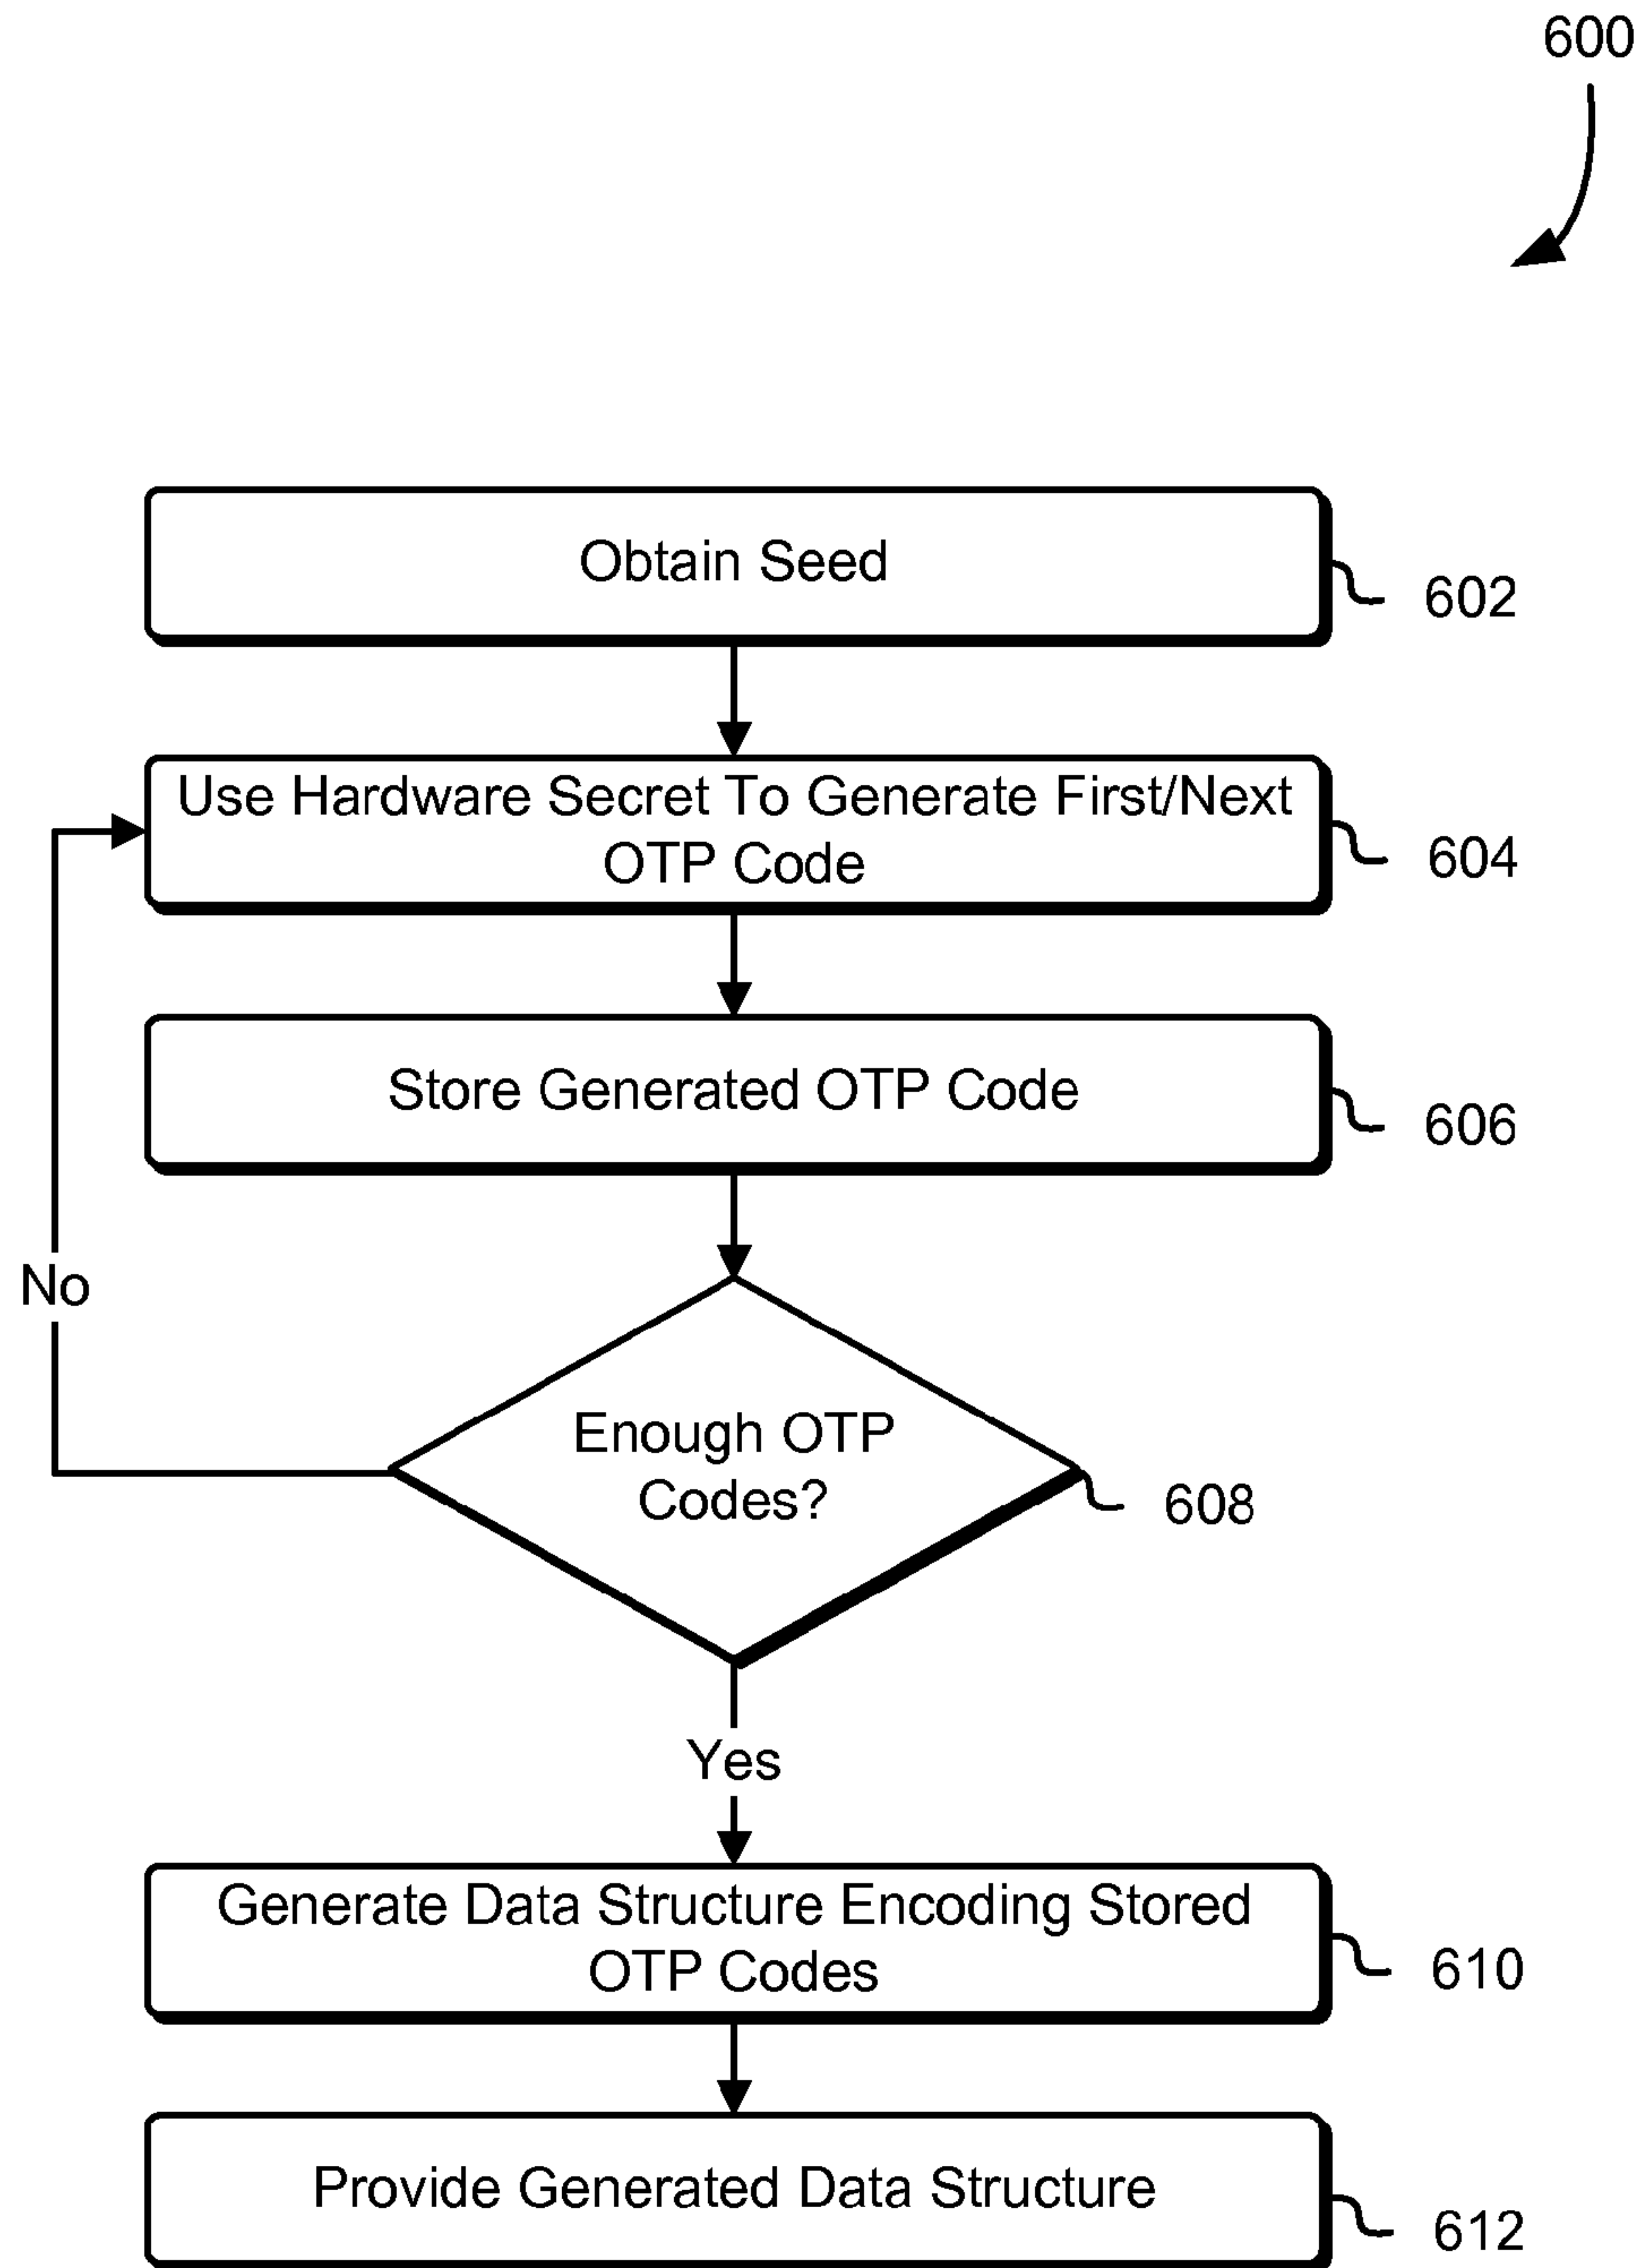 600
Obtain Seed
602
Use Hardware Secret To Generate First/Next
OTP Code
604
Store Generated OTP Code
606
No
Enough OTP
Codes?
608
Yes
Generate Data Structure Encoding Stored
OTP Codes
610
Provide Generated Data Structure
612